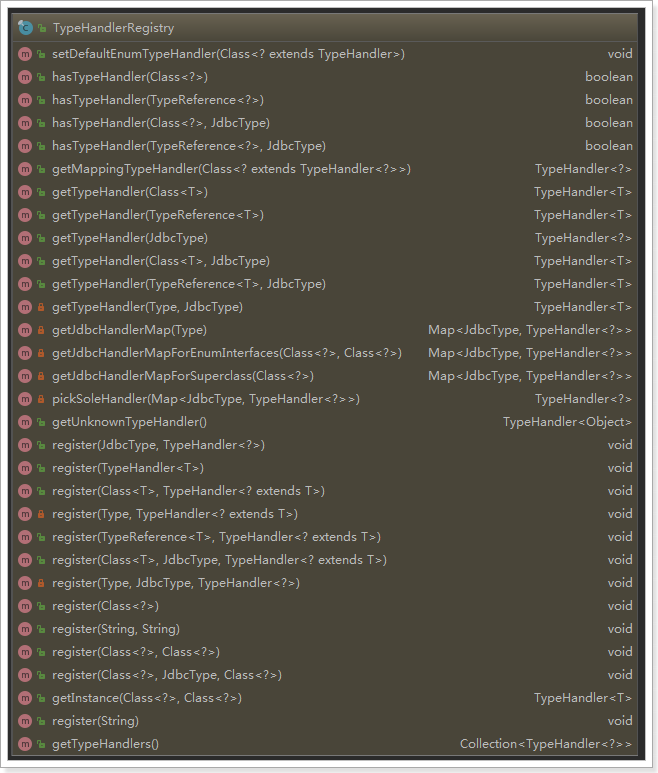 TypeHandlerRegistry
setDefaultEnumTypeHandler(Class<? extends TypeHandler>) void
hasTypeHandler(Class<?>) boolean
hasTypeHandler(TypeReference<?>) boolean
hasTypeHandler(Class<?>, JdbcType) boolean
hasTypeHandler(TypeReference<?>, JdbcType) boolean
getMappingTypeHandler(Class<? extends TypeHandler<?>>) TypeHandler<?>
getTypeHandler(Class<T>) TypeHandler<T>
getTypeHandler(TypeReference<T>) TypeHandler<T>
getTypeHandler(JdbcType) TypeHandler<?>
getTypeHandler(Class<T>, JdbcType) TypeHandler<T>
getTypeHandler(TypeReference<T>, JdbcType) TypeHandler<T>
getTypeHandler(Type, JdbcType) TypeHandler<T>
getJdbcHandlerMap(Type) Map<JdbcType, TypeHandler<?>>
getJdbcHandlerMapForEnumInterfaces(Class<?>, Class<?>) Map<JdbcType, TypeHandler<?>>
getJdbcHandlerMapForSuperclass(Class<?>) Map<JdbcType, TypeHandler<?>>
pickSoleHandler(Map<JdbcType, TypeHandler<?>>) TypeHandler<?>
getUnknownTypeHandler() TypeHandler<Object>
register(JdbcType, TypeHandler<?>) void
register(TypeHandler<T>) void
register(Class<T>, TypeHandler<? extends T>) void
register(Type, TypeHandler<? extends T>) void
register(TypeReference<T>, TypeHandler<? extends T>) void
register(Class<T>, JdbcType, TypeHandler<? extends T>) void
register(Type, JdbcType, TypeHandler<?>) void
register(Class<?>) void
register(String, String) void
register(Class<?>, Class<?>) void
register(Class<?>, JdbcType, Class<?>) void
getInstance(Class<?>, Class<?>) TypeHandler<T>
register(String) void
getTypeHandlers() Collection<TypeHandler<?>>